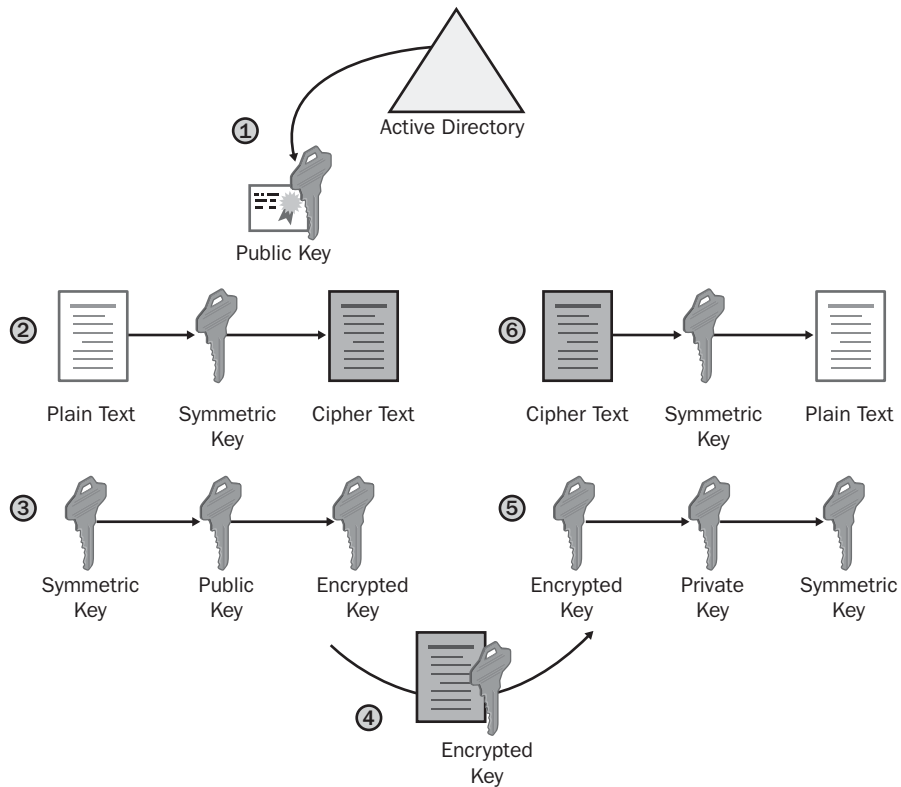 Active Directory
1
Public Key
2
Plain Text
Symmetric
Key
Cipher Text
6
Cipher Text
Symmetric
Key
Plain Text
3
Symmetric
Key
Public
Key
Encrypted
Key
5
Encrypted
Key
Private
Key
Symmetric
Key
4
Encrypted
Key